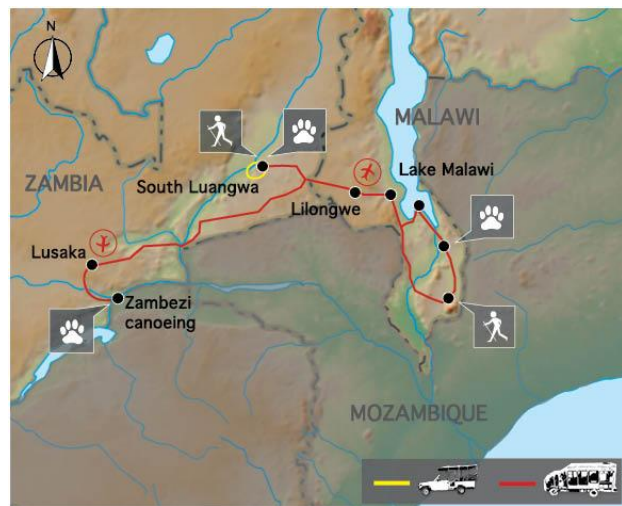 N
MALAWI
ZAMBIA
South Luangwa
Lake Malawi
Lilongwe
Lusaka
Zambezi
canoeing
MOZAMBIQUE